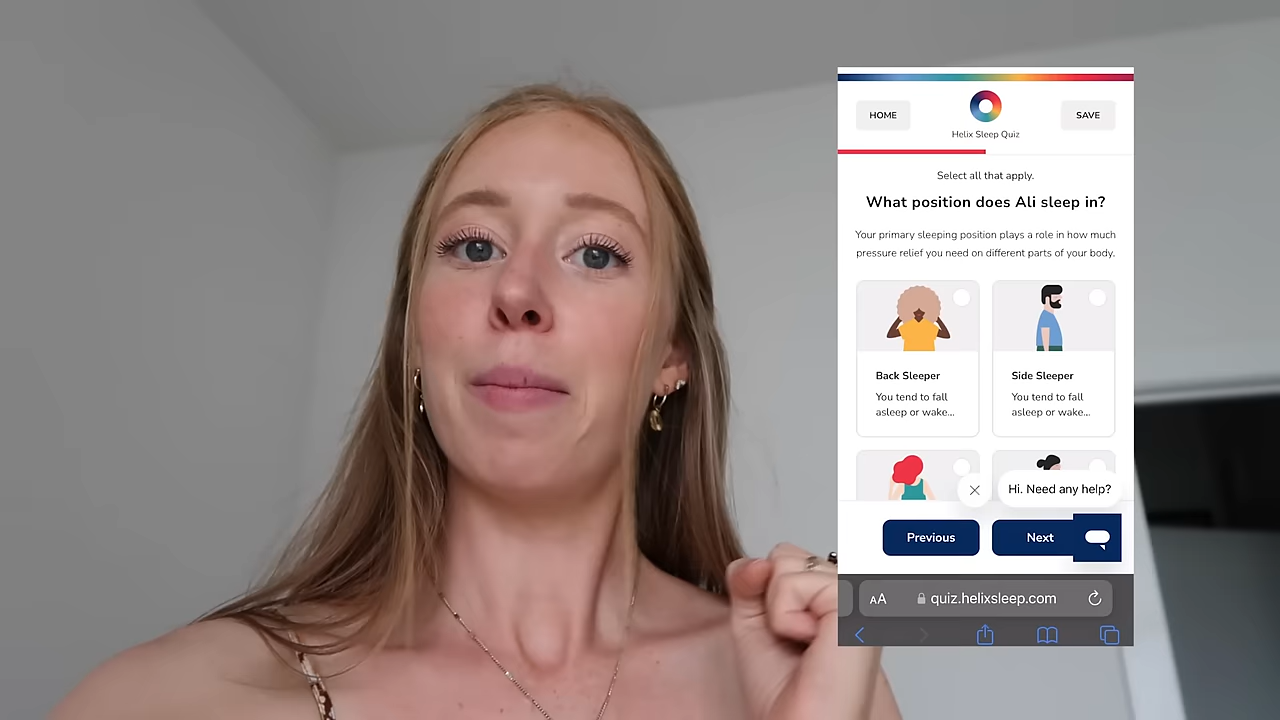 HOME
Helix Sleep Quiz
SAVE
Select all that apply.
What position does Ali sleep in?
Your primary sleeping position plays a role in how much
pressure relief you need on different parts of your body.
Back Sleeper
You tend to fall
asleep or wake...
Side Sleeper
You tend to fall
asleep or wake...
Hi. Need any help?
Previous
Next
AA
quiz.helixsleep.com